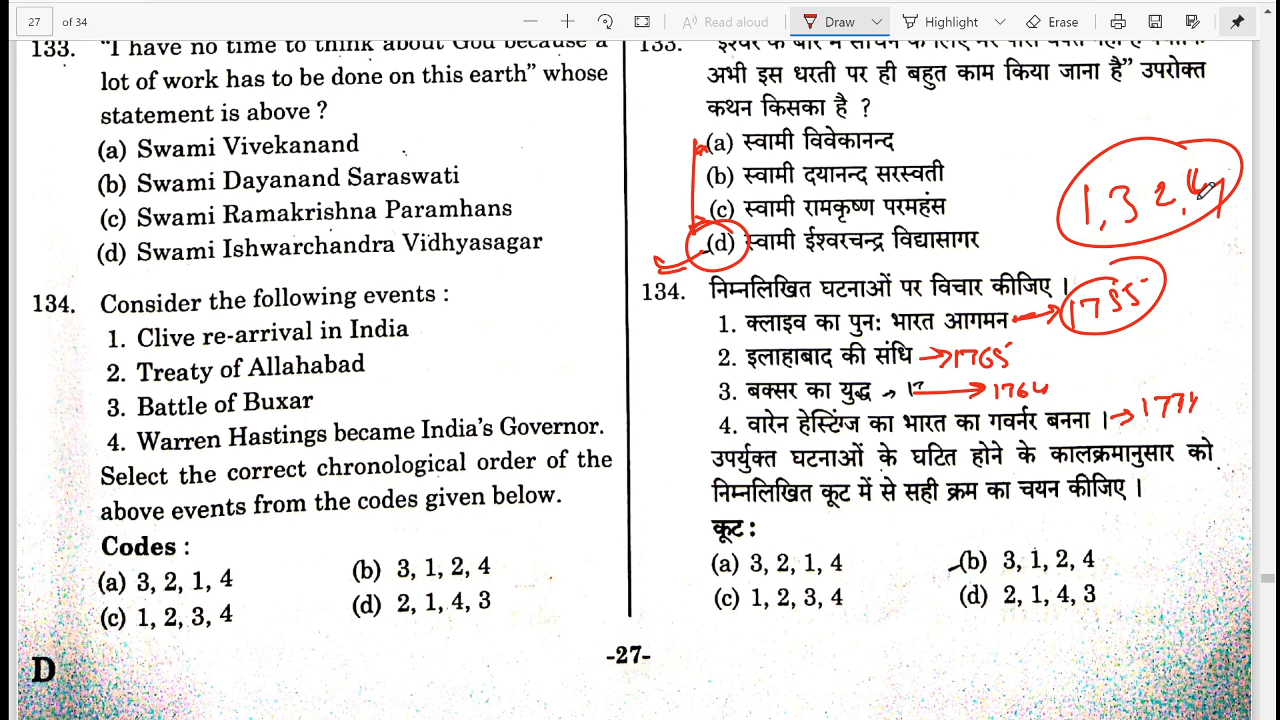 27 of 34
Read aloud
Draw
Highlight
Erase
133. "I have no time to think about God because a
lot of work has to be done on this earth" whose
statement is above ?
(a) Swami Vivekanand
(b) Swami Dayanand Saraswati
(c) Swami Ramakrishna Paramhans
(d) Swami Ishwarchandra Vidhyasagar
134. Consider the following events :
1. Clive re-arrival in India
2. Treaty of Allahabad
3. Battle of Buxar
4. Warren Hastings became India's Governor.
Select the correct chronological order of the
above events from the codes given below.
Codes :
(a) 3, 2, 1, 4 (b) 3, 1, 2, 4
(c) 1, 2, 3, 4 (d) 2, 1, 4, 3
133. "ईश्वर के बारे में सोचने के लिए मेरे पास वक्त नहीं है
अभी इस धरती पर ही बहुत काम किया जाना है" उपरोक्त
कथन किसका है ?
(a) स्वामी विवेकानन्द
(b) स्वामी दयानन्द सरस्वती
(c) स्वामी रामकृष्ण परमहंस
(d) स्वामी ईश्वरचन्द्र विद्यासागर
1, 3 2, 4
134. निम्नलिखित घटनाओं पर विचार कीजिए ।
1. क्लाइव का पुनः भारत आगमन 1755
2. इलाहाबाद की संधि 1765
3. बक्सर का युद्ध 17 1764
4. वारेन हेस्टिंग्ज का भारत का गवर्नर बनना ।
उपर्युक्त घटनाओं के घटित होने के कालक्रमानुसार को
निम्नलिखित कूट में से सही क्रम का चयन कीजिए ।
कूट :
(a) 3, 2, 1, 4 (b) 3, 1, 2, 4
(c) 1, 2, 3, 4 (d) 2, 1, 4, 3
-27-
D